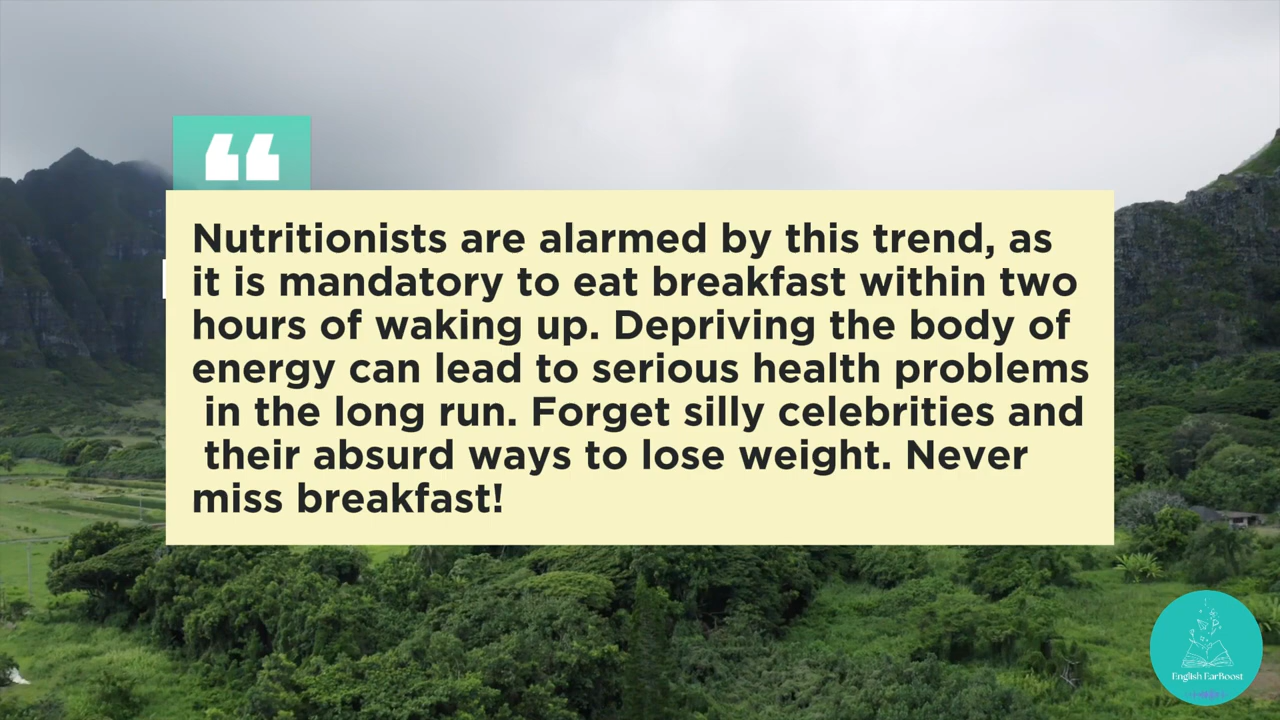 “
Nutritionists are alarmed by this trend, as
it is mandatory to eat breakfast within two
hours of waking up. Depriving the body of
energy can lead to serious health problems
in the long run. Forget silly celebrities and
their absurd ways to lose weight. Never
miss breakfast!
English EarBoost